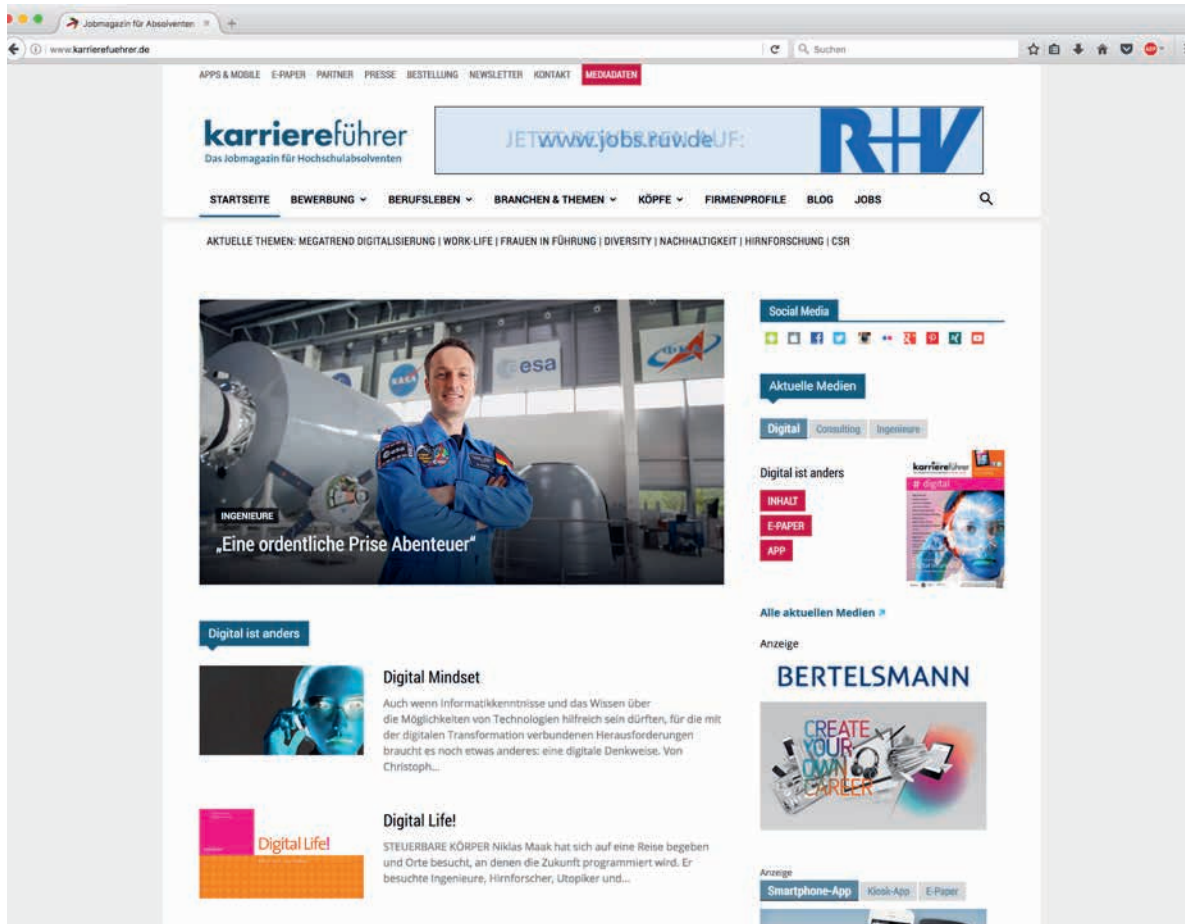 Jobmagazin für Absolventen
www.karrierefuehrer.de
Suchen
APPS & MOBILE E-PAPER PARTNER PRESSE BESTELLUNG NEWSLETTER KONTAKT MEDIADATEN
karriereführer
Das Jobmagazin für Hochschulabsolventen
www.jobs.ruv.de
R+V
STARTSEITE BEWERBUNG BERUFSLEBEN BRANCHEN & THEMEN KÖPFE FIRMENPROFILE BLOG JOBS
AKTUELLE THEMEN: MEGATREND DIGITALISIERUNG | WORK-LIFE | FRAUEN IN FÜHRUNG | DIVERSITY | NACHHALTIGKEIT | HIRNFORSCHUNG | CSR
NASA
esa
esa
INGENIEURE
„Eine ordentliche Prise Abenteuer“
Digital ist anders
Digital Mindset
Auch wenn Informatikkenntnisse und das Wissen über
die Möglichkeiten von Technologien hilfreich sein dürften, für die mit
der digitalen Transformation verbundenen Herausforderungen
braucht es noch etwas anderes: eine digitale Denkweise. Von
Christoph...
Digital Life!
Digital Life!
STEUERBARE KÖRPER Niklas Maak hat sich auf eine Reise begeben
und Orte besucht, an denen die Zukunft programmiert wird. Er
besuchte Ingenieure, Hirnforscher, Utopiker und...
Social Media
Aktuelle Medien
Digital Consulting Ingenieure
Digital ist anders
INHALT
E-PAPER
APP
karriereführer
# digital
Alle aktuellen Medien
Anzeige
BERTELSMANN
CREATE
YOUR
OWN
CAREER
Anzeige
Smartphone-App Kiosk-App E-Paper